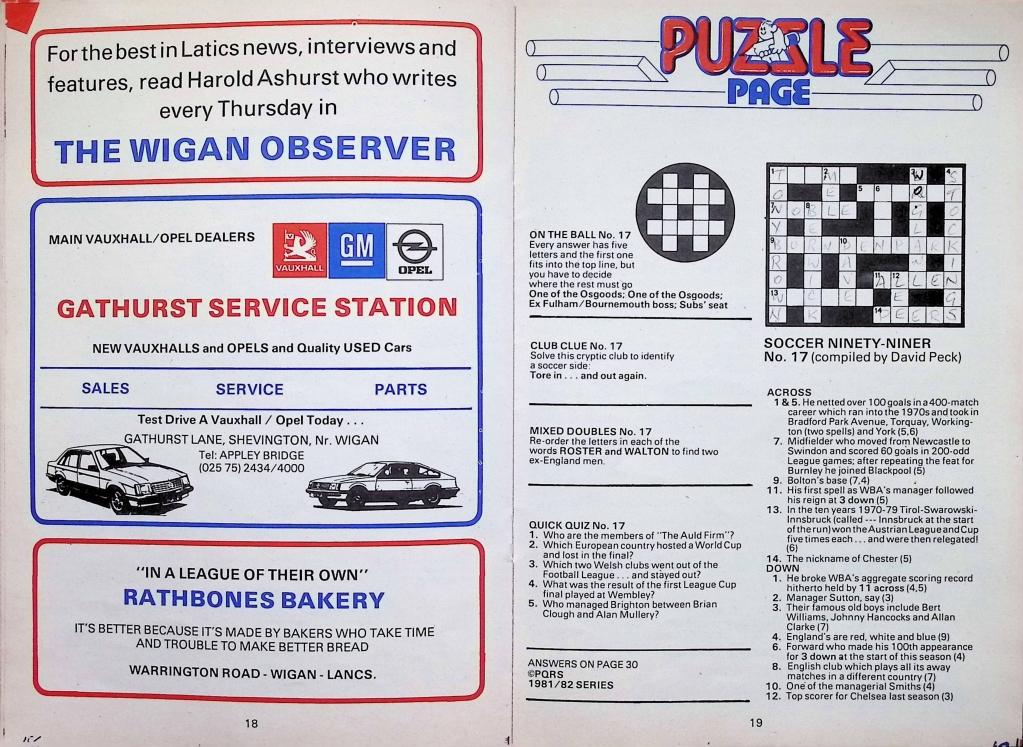 For the best in Latics news, interviews and
features, read Harold Ashurst who writes
every Thursday in
THE WIGAN OBSERVER
MAIN VAUXHALL/OPEL DEALERS
VAUXHALL
GM
OPEL
GATHURST SERVICE STATION
NEW VAUXHALLS and OPELS and Quality USED Cars
SALES SERVICE PARTS
Test Drive A Vauxhall / Opel Today . . .
GATHURST LANE, SHEVINGTON, Nr. WIGAN
Tel: APPLEY BRIDGE
(025 75) 2434/4000
"IN A LEAGUE OF THEIR OWN"
RATHBONES BAKERY
IT'S BETTER BECAUSE IT'S MADE BY BAKERS WHO TAKE TIME
AND TROUBLE TO MAKE BETTER BREAD
WARRINGTON ROAD - WIGAN - LANCS.
18
PUZZLE
PAGE
ON THE BALL No. 17
Every answer has five
letters and the first one
fits into the top line, but
you have to decide
where the rest must go
One of the Osgoods; One of the Osgoods;
Ex Fulham/Bournemouth boss; Subs' seat
CLUB CLUE No. 17
Solve this cryptic club to identify
a soccer side:
Tore in . . . and out again.
MIXED DOUBLES No. 17
Re-order the letters in each of the
words ROSTER and WALTON to find two
ex-England men.
QUICK QUIZ No. 17
1. Who are the members of "The Auld Firm"?
2. Which European country hosted a World Cup
and lost in the final?
3. Which two Welsh clubs went out of the
Football League . . . and stayed out?
4. What was the result of the first League Cup
final played at Wembley?
5. Who managed Brighton between Brian
Clough and Alan Mullery?
ANSWERS ON PAGE 30
©PQRS
1981/82 SERIES
SOCCER NINETY-NINER
No. 17 (compiled by David Peck)
ACROSS
1 & 5. He netted over 100 goals in a 400-match
career which ran into the 1970s and took in
Bradford Park Avenue, Torquay, Working-
ton (two spells) and York (5,6)
7. Midfielder who moved from Newcastle to
Swindon and scored 60 goals in 200-odd
League games; after repeating the feat for
Burnley he joined Blackpool (5)
9. Bolton's base (7,4)
11. His first spell as WBA's manager followed
his reign at 3 down (5)
13. In the ten years 1970-79 Tirol-Swarowski-
Innsbruck (called --- Innsbruck at the start
of the run) won the Austrian League and Cup
five times each . . . and were then relegated!
(6)
14. The nickname of Chester (5)
DOWN
1. He broke WBA's aggregate scoring record
hitherto held by 11 across (4,5)
2. Manager Sutton, say (3)
3. Their famous old boys include Bert
Williams, Johnny Hancocks and Allan
Clarke (7)
4. England's are red, white and blue (9)
6. Forward who made his 100th appearance
for 3 down at the start of this season (4)
8. English club which plays all its away
matches in a different country (7)
10. One of the managerial Smiths (4)
12. Top scorer for Chelsea last season (3)
19